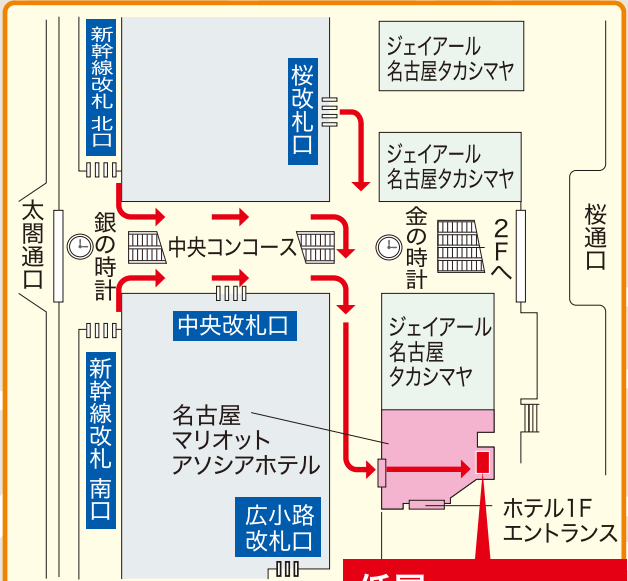 新幹線改札 北口
桜改札口
ジェイアール
名古屋タカシマヤ
ジェイアール
名古屋タカシマヤ
太閤通口
銀の時計
中央コンコース
金の時計
2Fへ
桜通口
中央改札口
ジェイアール
名古屋
タカシマヤ
新幹線改札 南口
名古屋
マリオット
アソシアホテル
広小路
改札口
ホテル1F
エントランス